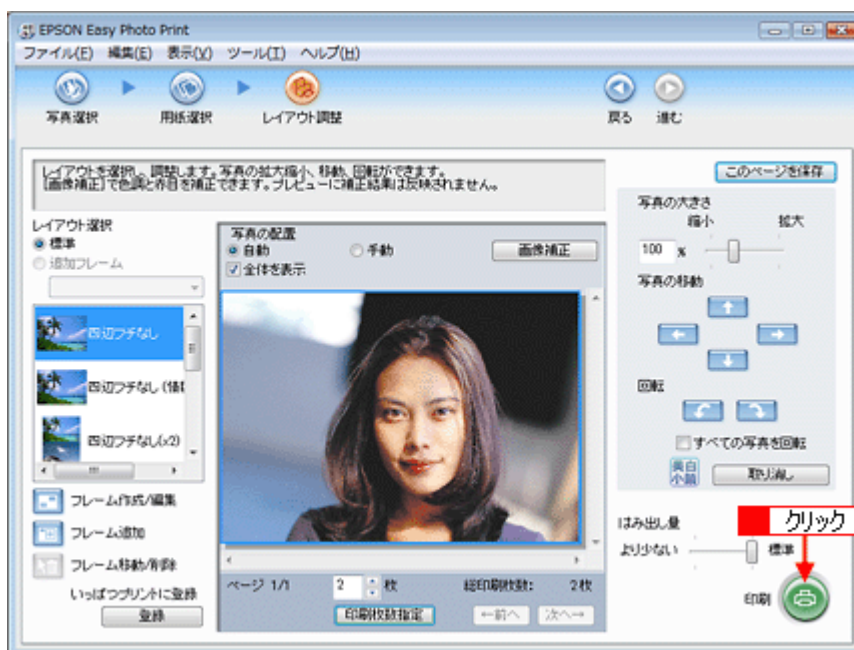 EPSON Easy Photo Print
ファイル(F) 編集(E) 表示(V) ツール(T) ヘルプ(H)
写真選択 用紙選択 レイアウト調整 戻る 進む
レイアウトを選択し、調整します。写真の拡大縮小、移動、回転ができます。
[画像補正]で色調と赤目を補正できます。プレビューに補正結果は反映されません。
このページを保存
レイアウト選択
標準
追加フレーム
四辺フチなし
四辺フチなし (情
四辺フチなし(x2)
フレーム作成/編集
フレーム追加
フレーム移動/削除
いっぱつプリントに登録
登録
写真の配置
自動 手動 画像補正
全体を表示
ページ 1/1 2 枚 総印刷枚数: 2枚
印刷枚数指定 ←前へ 次へ→
写真の大きさ
縮小 拡大
100 %
写真の移動
回転
すべての写真を回転
美白
小顔
取り消し
はみ出し量
クリック
より少ない 標準
印刷